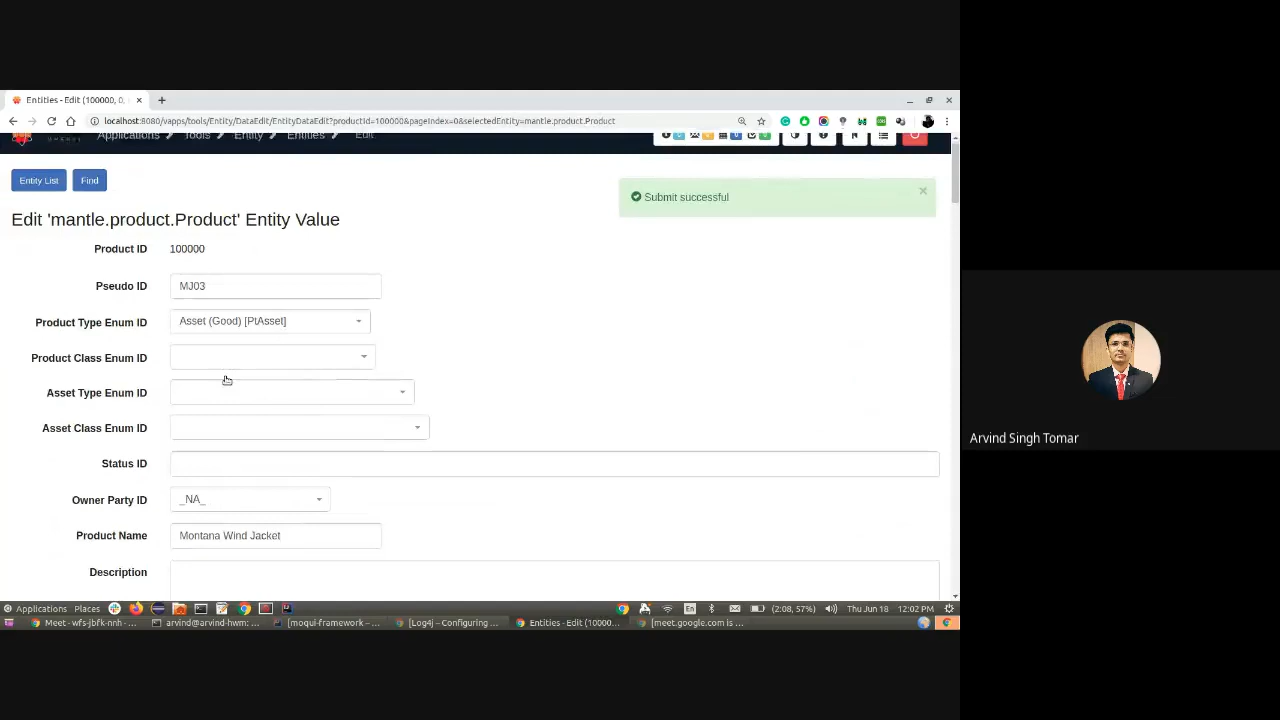 Entities - Edit (100000, 0,
localhost:8080/vapps/tools/Entity/DataEdit/EntityDataEdit?productId=100000&pageIndex=0&selectedEntity=mantle.product.Product
Applications Tools Entity Entities Edit
Entity List Find
Submit successful
Edit 'mantle.product.Product' Entity Value
Product ID 100000
Pseudo ID MJ03
Product Type Enum ID Asset (Good) [PtAsset]
Product Class Enum ID
Asset Type Enum ID
Asset Class Enum ID
Status ID
Owner Party ID _NA_
Product Name Montana Wind Jacket
Description
Arvind Singh Tomar
Applications Places En (2:08, 57%) Thu Jun 18 12:02 PM
Meet - wfs-jbfk-nnh - ... arvind@arvind-hwm: ... [moqui-framework – ... [Log4j – Configuring ... Entities - Edit (10000... [meet.google.com is ...